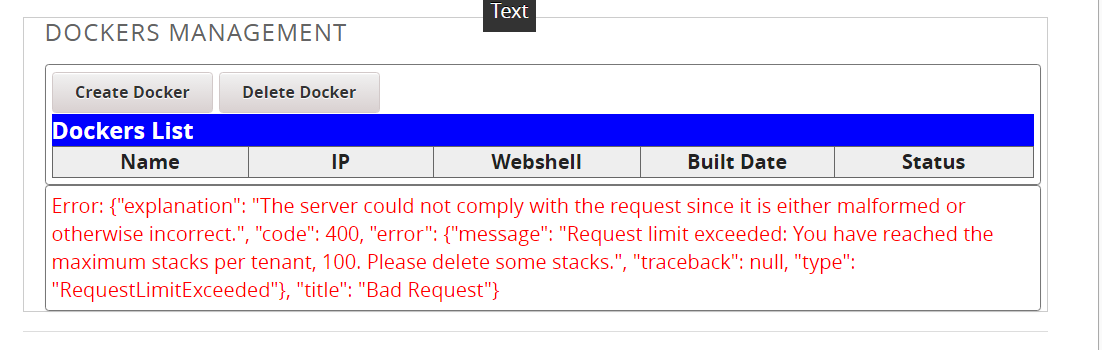 Text
DOCKERS MANAGEMENT
Create Docker Delete Docker
Dockers List
Name IP Webshell Built Date Status
Error: {"explanation": "The server could not comply with the request since it is either malformed or
otherwise incorrect.", "code": 400, "error": {"message": "Request limit exceeded: You have reached the
maximum stacks per tenant, 100. Please delete some stacks.", "traceback": null, "type":
"RequestLimitExceeded"}, "title": "Bad Request"}